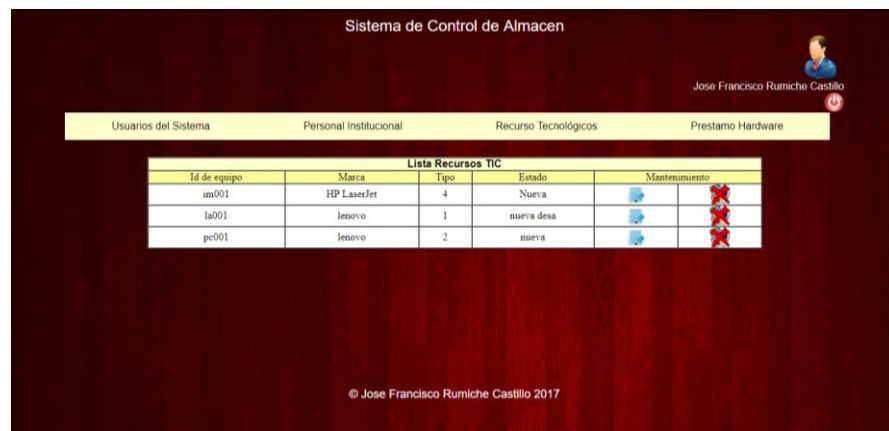 Sistema de Control de Almacen
Jose Francisco Rumiche Castillo
Usuarios del Sistema Personal Institucional Recurso Tecnológicos Prestamo Hardware
Lista Recursos TIC
Id de equipo Marca Tipo Estado Mantenimiento
im001 HP LaserJet 4 Nueva
la001 lenovo 1 nueva desa
pc001 lenovo 2 nueva
© Jose Francisco Rumiche Castillo 2017